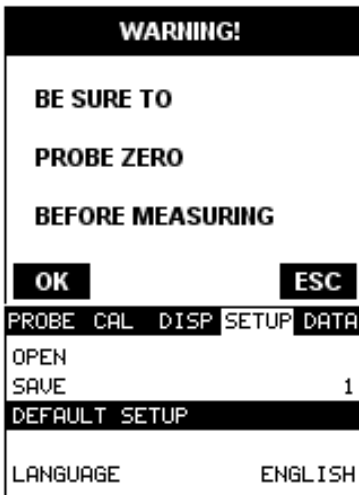 WARNING!
BE SURE TO
PROBE ZERO
BEFORE MEASURING
OK ESC
PROBE CAL DISP SETUP DATA
OPEN
SAVE 1
DEFAULT SETUP
LANGUAGE ENGLISH